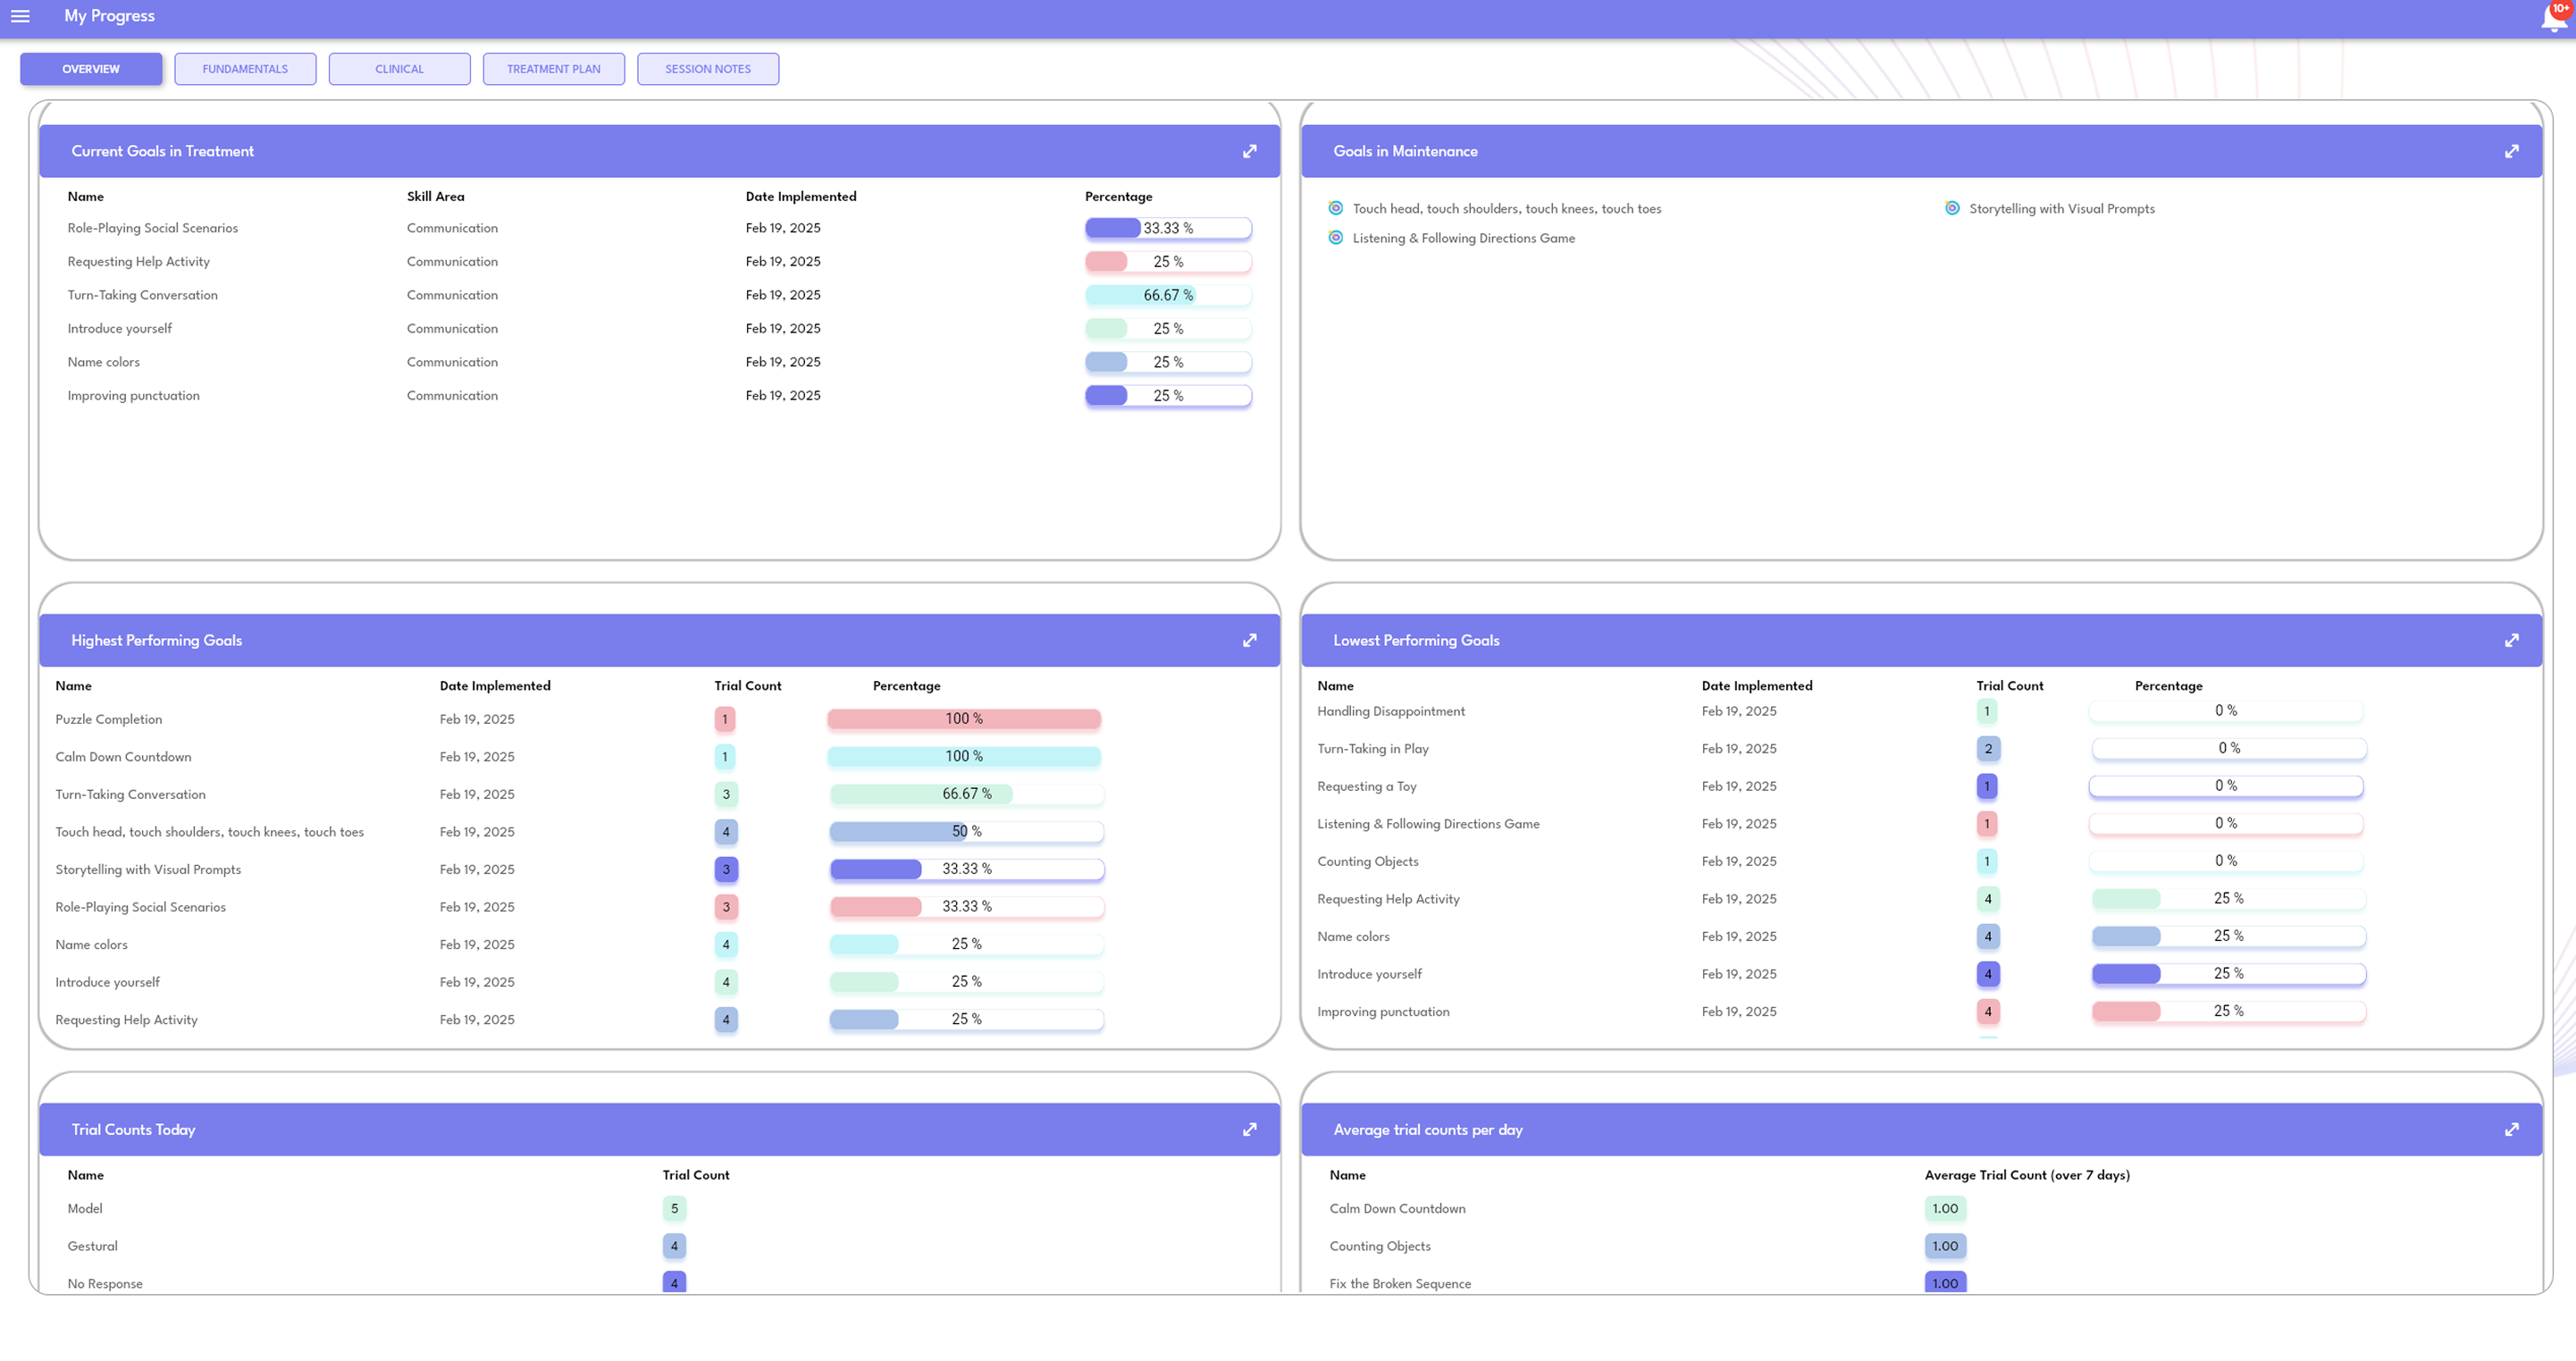 My Progress
10+
OVERVIEW FUNDAMENTALS CLINICAL TREATMENT PLAN SESSION NOTES
Current Goals in Treatment
Name Skill Area Date Implemented Percentage
Role-Playing Social Scenarios Communication Feb 19, 2025 33.33 %
Requesting Help Activity Communication Feb 19, 2025 25 %
Turn-Taking Conversation Communication Feb 19, 2025 66.67 %
Introduce yourself Communication Feb 19, 2025 25 %
Name colors Communication Feb 19, 2025 25 %
Improving punctuation Communication Feb 19, 2025 25 %
Goals in Maintenance
Touch head, touch shoulders, touch knees, touch toes Storytelling with Visual Prompts
Listening & Following Directions Game
Highest Performing Goals
Name Date Implemented Trial Count Percentage
Puzzle Completion Feb 19, 2025 1 100 %
Calm Down Countdown Feb 19, 2025 1 100 %
Turn-Taking Conversation Feb 19, 2025 3 66.67 %
Touch head, touch shoulders, touch knees, touch toes Feb 19, 2025 4 50 %
Storytelling with Visual Prompts Feb 19, 2025 3 33.33 %
Role-Playing Social Scenarios Feb 19, 2025 3 33.33 %
Name colors Feb 19, 2025 4 25 %
Introduce yourself Feb 19, 2025 4 25 %
Requesting Help Activity Feb 19, 2025 4 25 %
Lowest Performing Goals
Name Date Implemented Trial Count Percentage
Handling Disappointment Feb 19, 2025 1 0 %
Turn-Taking in Play Feb 19, 2025 2 0 %
Requesting a Toy Feb 19, 2025 1 0 %
Listening & Following Directions Game Feb 19, 2025 1 0 %
Counting Objects Feb 19, 2025 1 0 %
Requesting Help Activity Feb 19, 2025 4 25 %
Name colors Feb 19, 2025 4 25 %
Introduce yourself Feb 19, 2025 4 25 %
Improving punctuation Feb 19, 2025 4 25 %
Trial Counts Today
Name Trial Count
Model 5
Gestural 4
No Response 4
Average trial counts per day
Name Average Trial Count (over 7 days)
Calm Down Countdown 1.00
Counting Objects 1.00
Fix the Broken Sequence 1.00